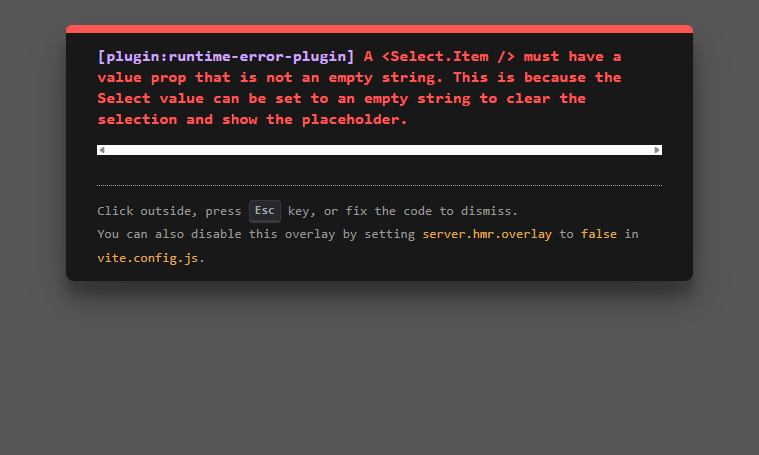 [plugin:runtime-error-plugin] A <Select.Item /> must have a
value prop that is not an empty string. This is because the
Select value can be set to an empty string to clear the
selection and show the placeholder.
Click outside, press Esc key, or fix the code to dismiss.
You can also disable this overlay by setting server.hmr.overlay to false in
vite.config.js.